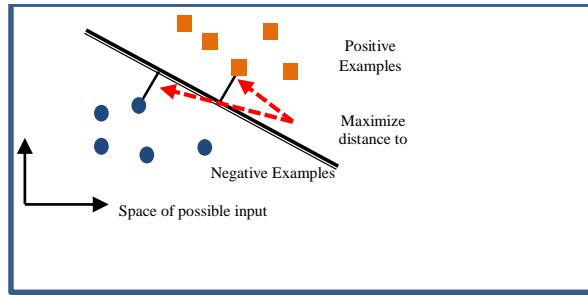 Positive
Examples
Maximize
distance to
Negative Examples
Space of possible input